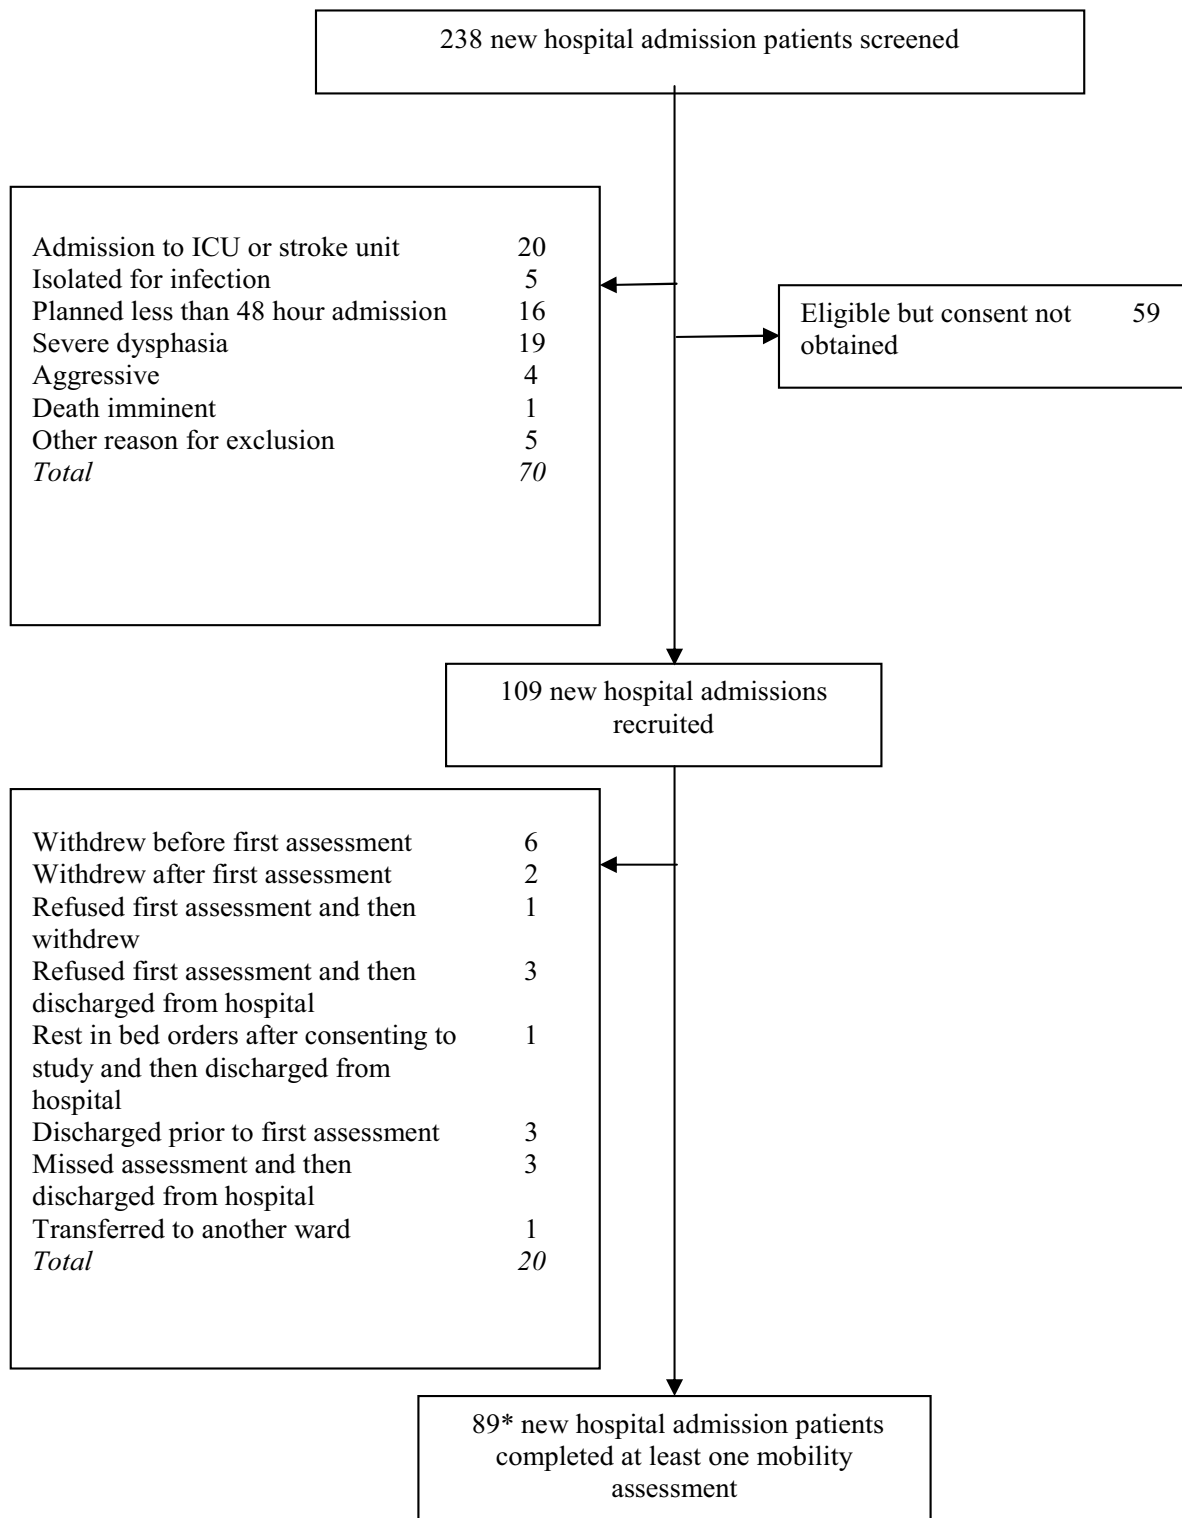 238 new hospital admission patients screened
Admission to ICU or stroke unit 20
Isolated for infection 5
Planned less than 48 hour admission 16
Severe dysphasia 19
Aggressive 4
Death imminent 1
Other reason for exclusion 5
Total 70
Eligible but consent not 59
obtained
109 new hospital admissions
recruited
Withdrew before first assessment 6
Withdrew after first assessment 2
Refused first assessment and then 1
withdrew
Refused first assessment and then 3
discharged from hospital
Rest in bed orders after consenting to 1
study and then discharged from
hospital
Discharged prior to first assessment 3
Missed assessment and then 3
discharged from hospital
Transferred to another ward 1
Total 20
89* new hospital admission patients
completed at least one mobility
assessment